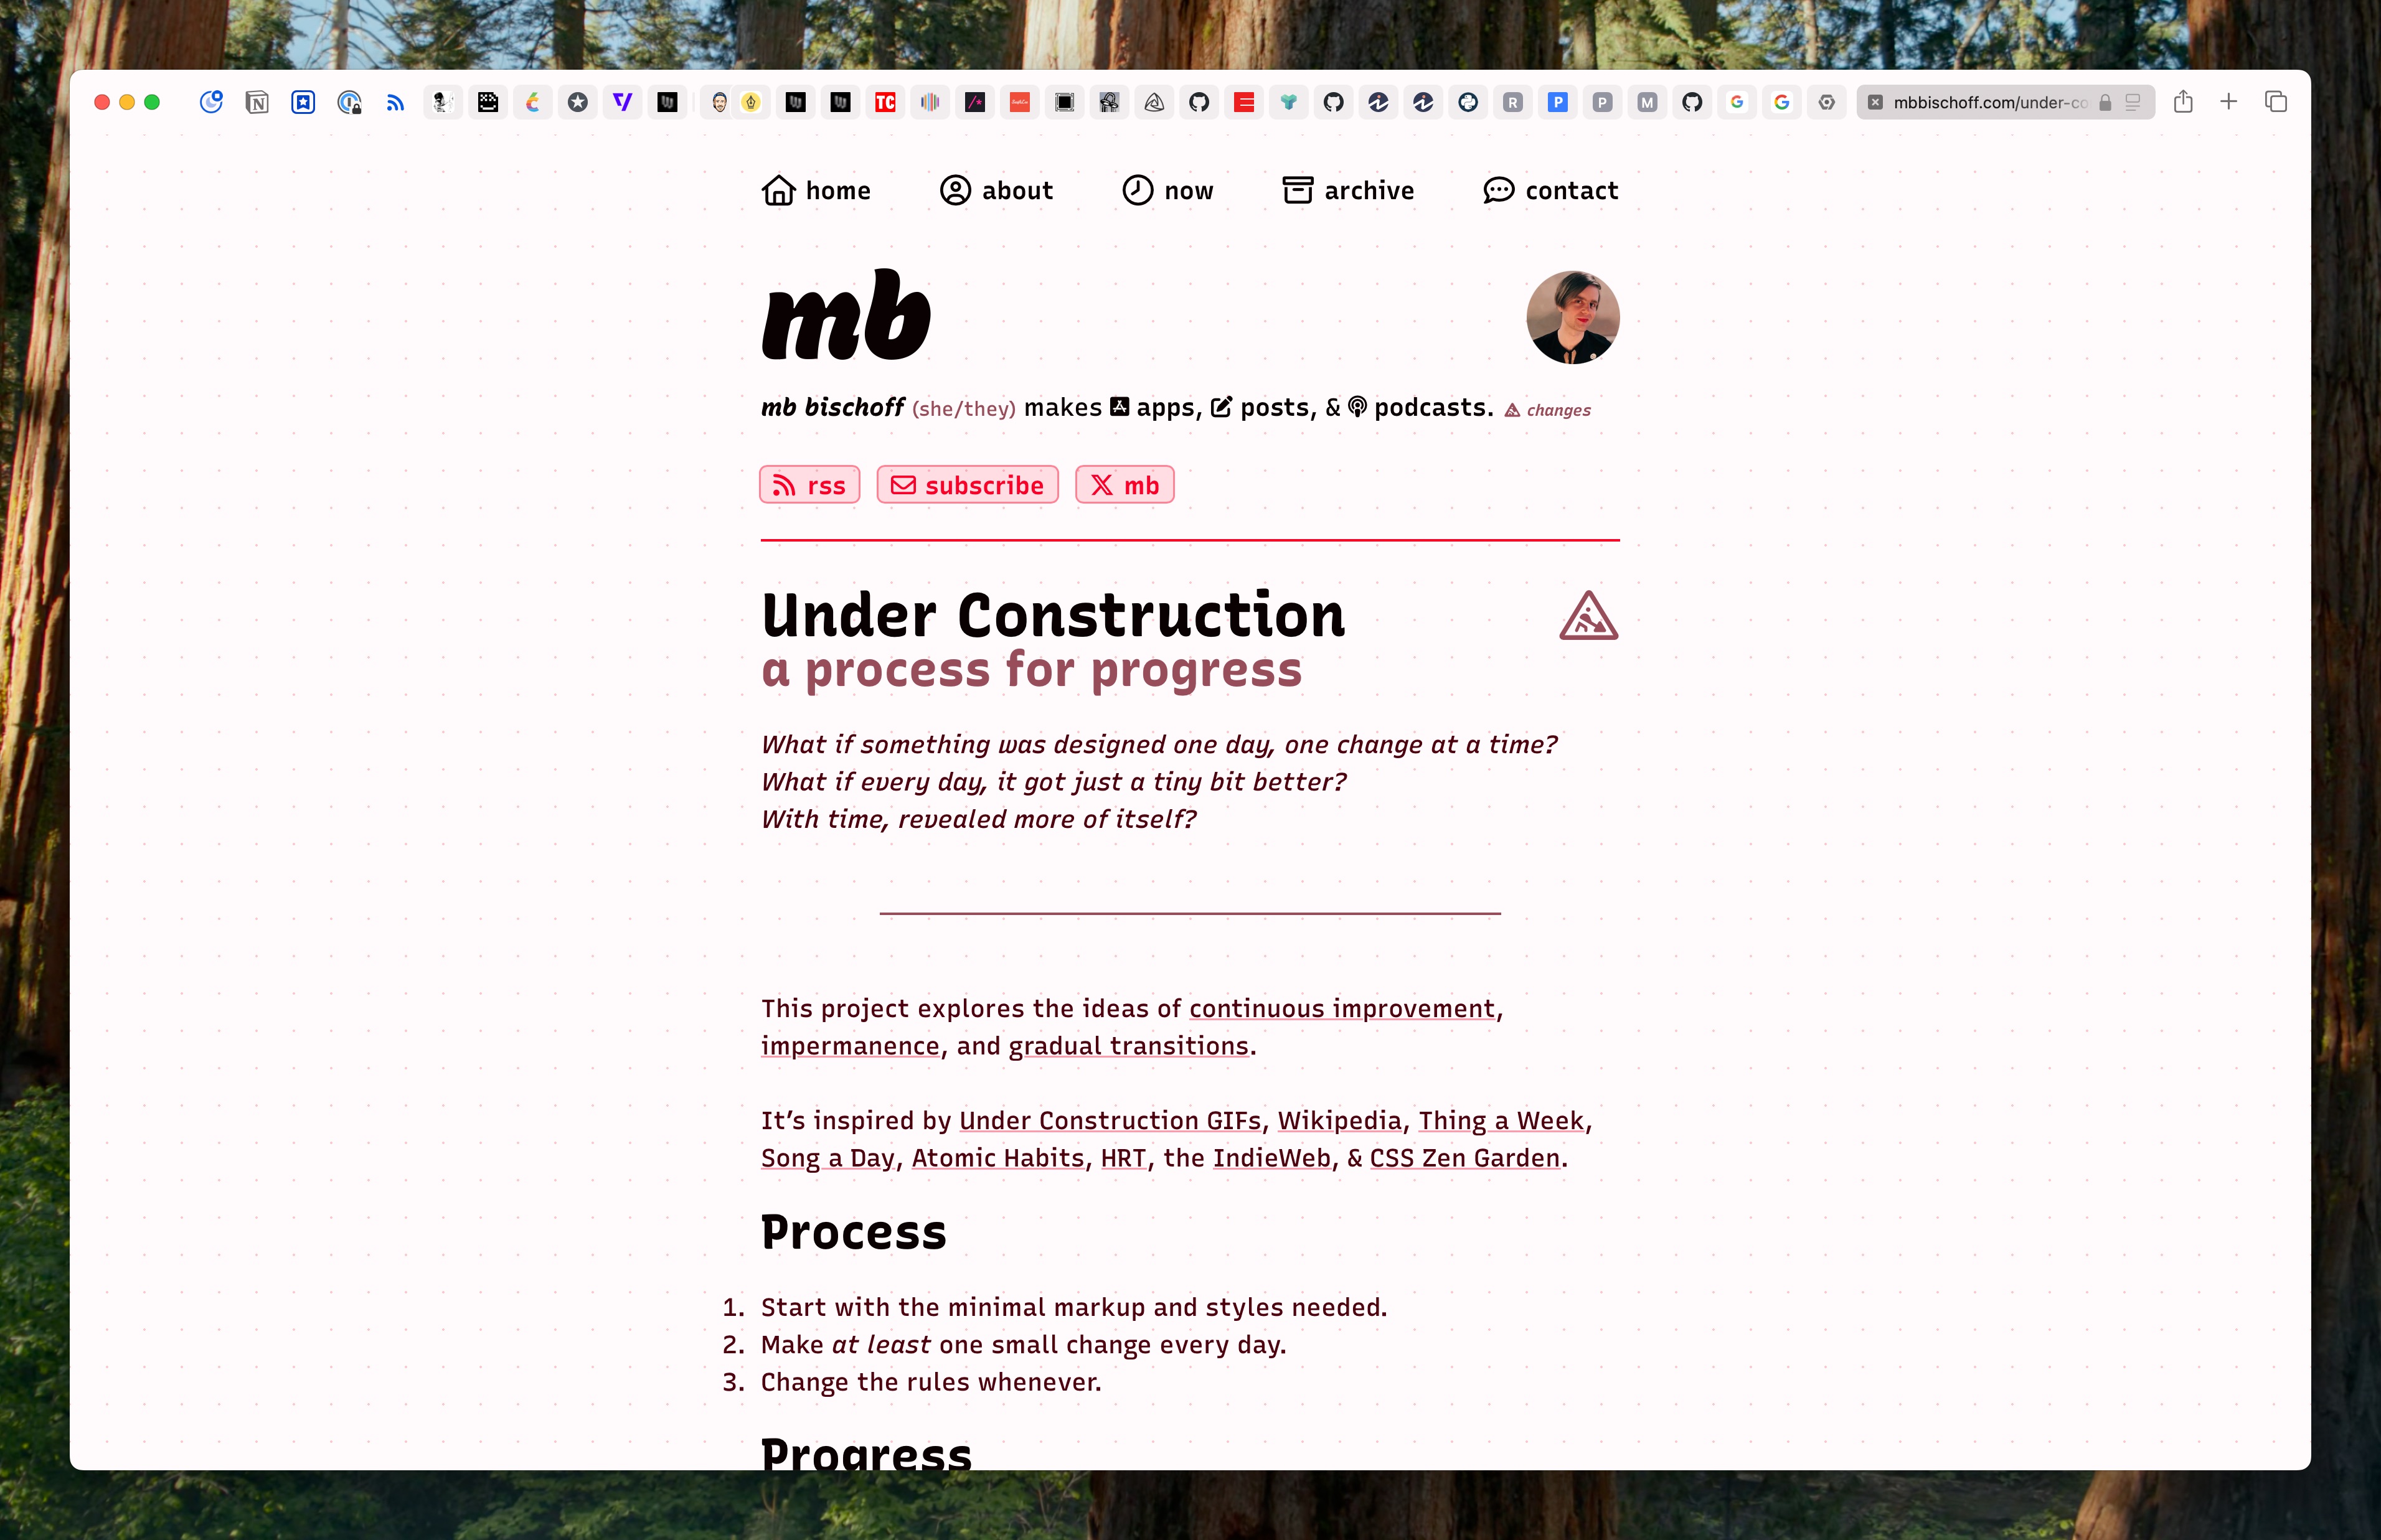 mbbischoff.com/under-co
home about now archive contact
mb
mb bischoff (she/they) makes apps, posts, & podcasts. changes
rss subscribe mb
Under Construction
a process for progress
What if something was designed one day, one change at a time?
What if every day, it got just a tiny bit better?
With time, revealed more of itself?
This project explores the ideas of continuous improvement,
impermanence, and gradual transitions.
It’s inspired by Under Construction GIFs, Wikipedia, Thing a Week,
Song a Day, Atomic Habits, HRT, the IndieWeb, & CSS Zen Garden.
Process
1. Start with the minimal markup and styles needed.
2. Make at least one small change every day.
3. Change the rules whenever.
Progress